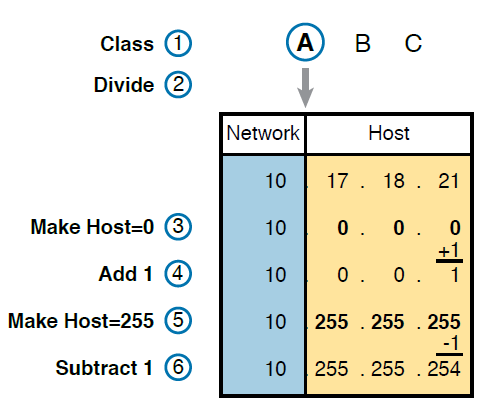 Class 1 A B C
Divide 2
Network Host
10 . 17 . 18 . 21
Make Host=0 3 10 . 0 . 0 . 0
+1
Add 1 4 10 . 0 . 0 . 1
Make Host=255 5 10 . 255 . 255 . 255
-1
Subtract 1 6 10 . 255 . 255 . 254